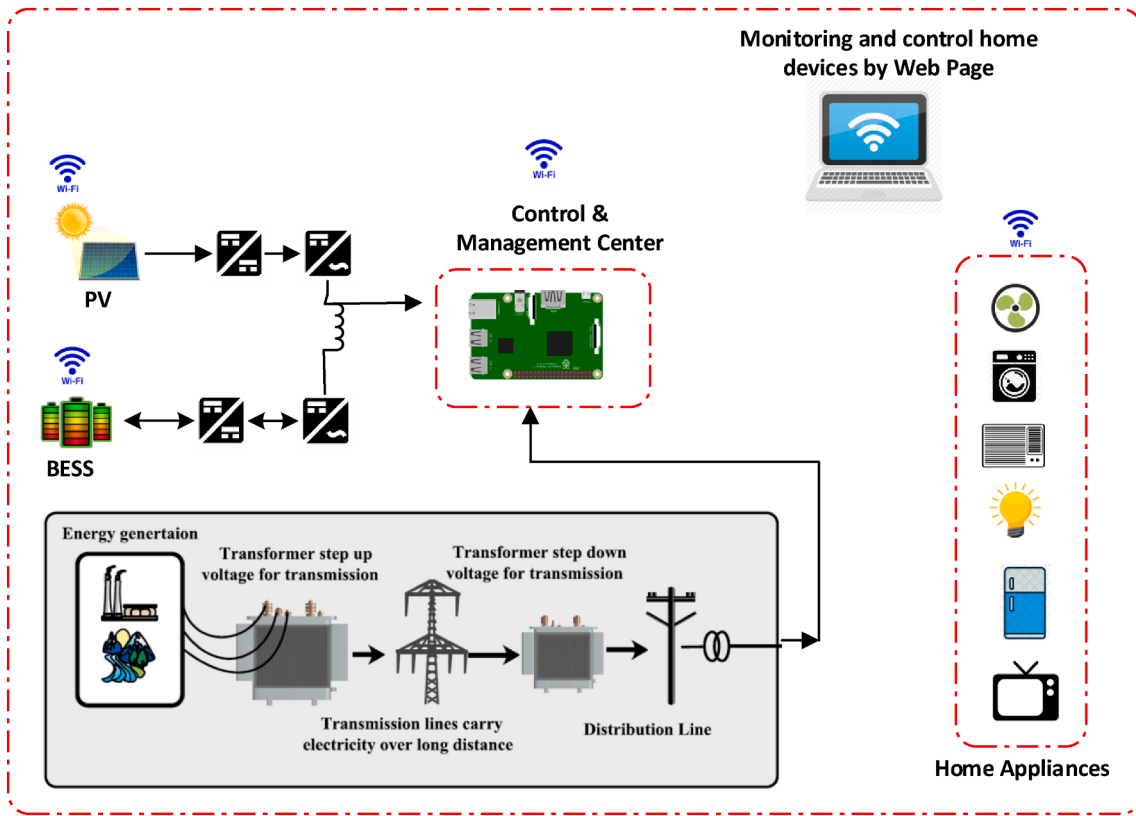 Monitoring and control home
devices by Web Page
Wi-Fi
Wi-Fi
Control &
Management Center
Wi-Fi
PV
Wi-Fi
BESS
Energy genertaion
Transformer step up
voltage for transmission
Transformer step down
voltage for transmission
Transmission lines carry
electricity over long distance
Distribution Line
Home Appliances